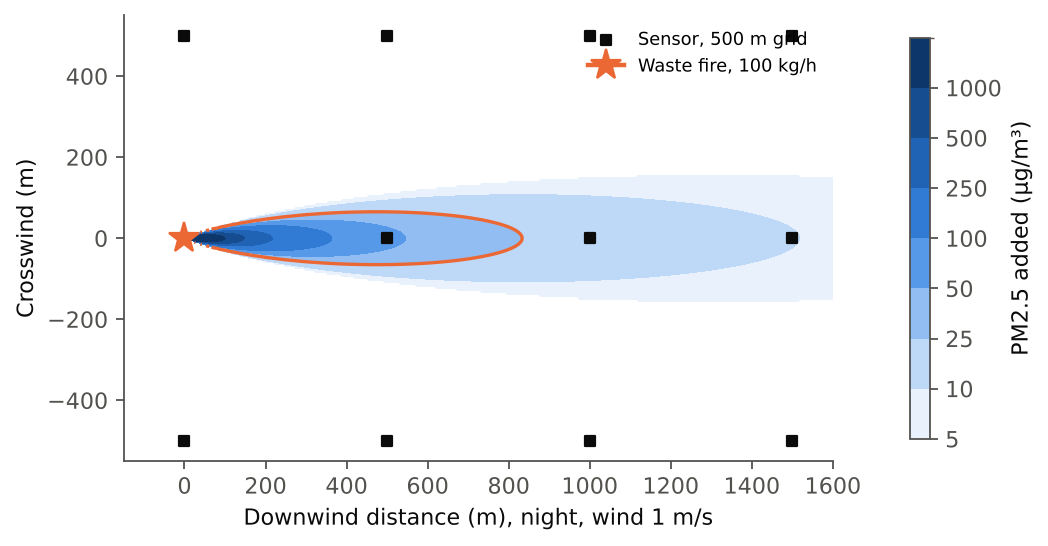 Sensor, 500 m grid
Waste fire, 100 kg/h
400
200
0
−200
−400
Crosswind (m)
0 200 400 600 800 1000 1200 1400 1600
Downwind distance (m), night, wind 1 m/s
1000
500
250
100
50
25
10
5
PM2.5 added (µg/m³)